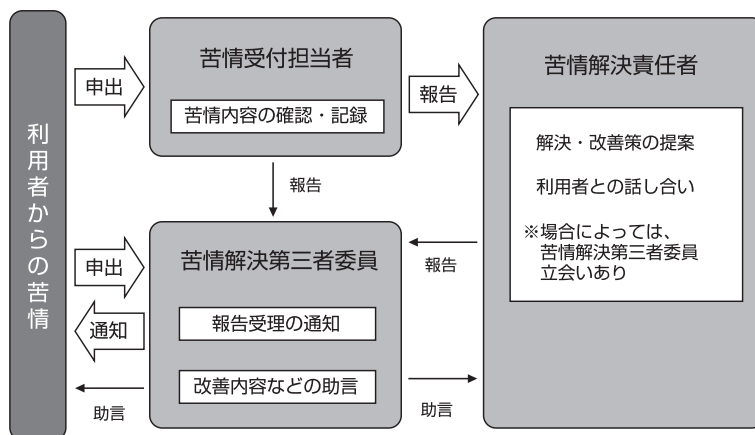 利用者からの苦情
申出
苦情受付担当者
苦情内容の確認・記録
報告
苦情解決責任者
解決・改善策の提案
利用者との話し合い
※場合によっては、
苦情解決第三者委員
立会いあり
報告
申出
通知
苦情解決第三者委員
報告受理の通知
改善内容などの助言
報告
助言
助言